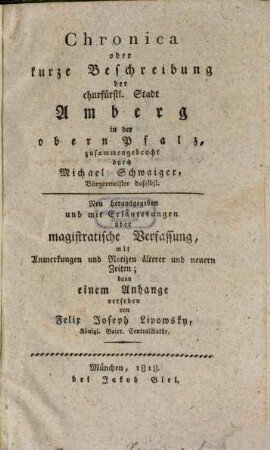 Chronica
oder
kurze Beschreibung
der
churfürstl. Stadt
Amberg
in der
obern Pfalz,
zusammengebracht
durch
Michael Schwaiger,
Bürgermeister daselbst.
Neu herausgegeben
und mit Erläuterungen
über
magistratische Verfassung,
mit
Anmerkungen und Notizen älterer und neuern
Zeiten;
dann
einem Anhange
versehen
von
Felix Joseph Lipowsky,
Königl. Baier. CentralRathe.
München, 1818.
bei Jakob Giel.